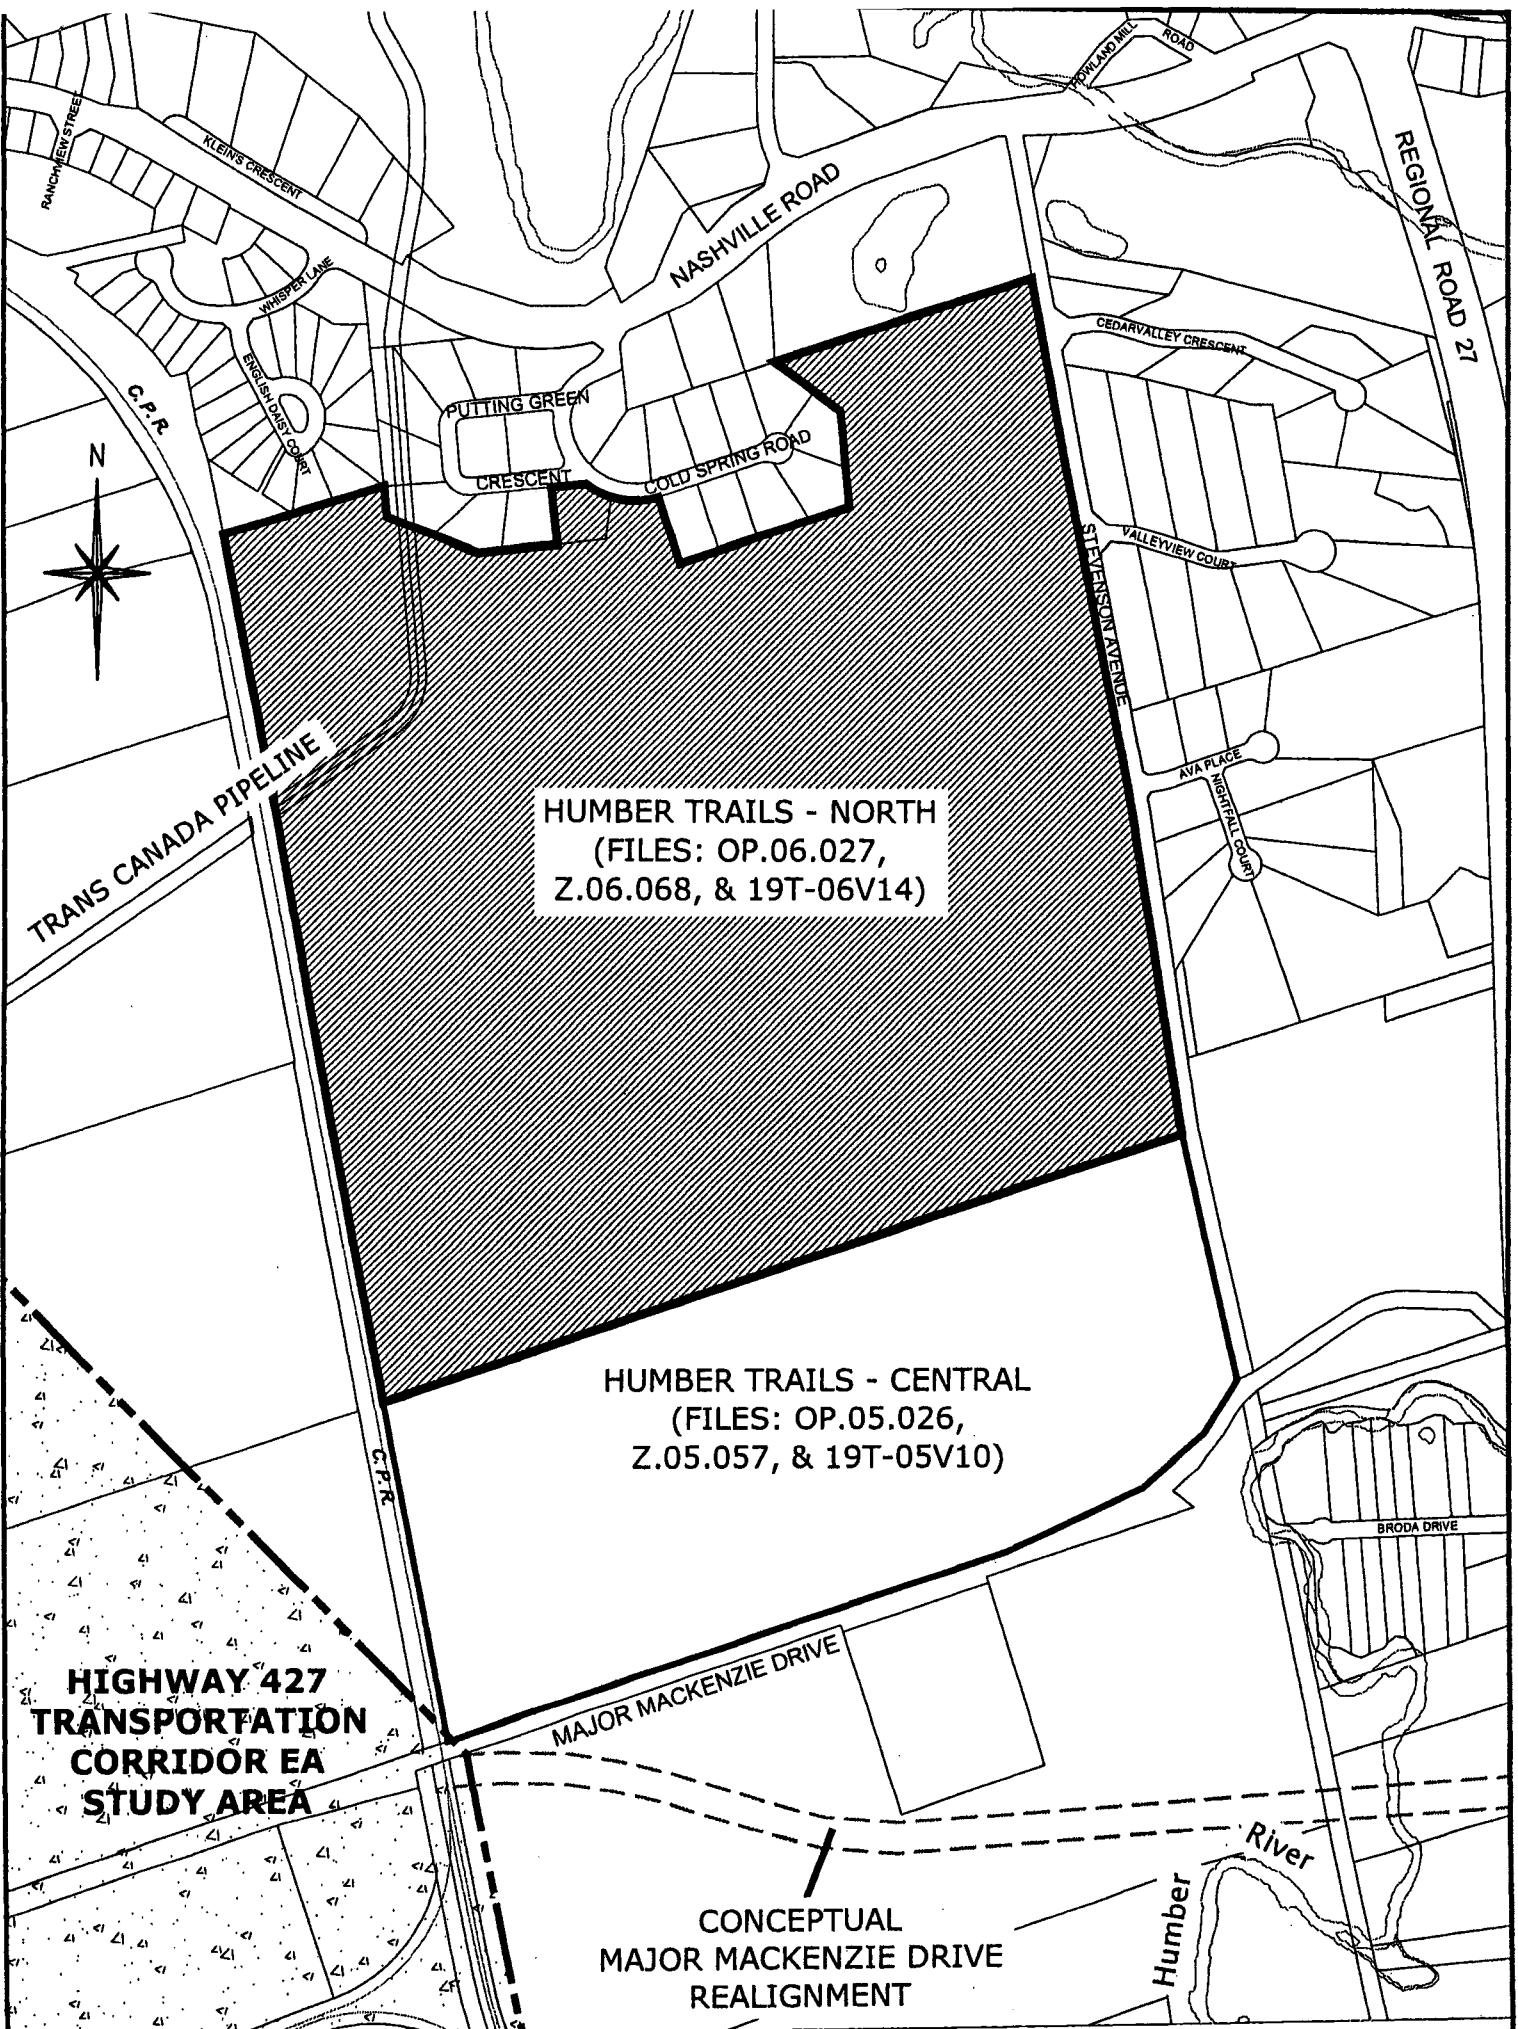 HOWLAND MILL
ROAD
REGIONAL ROAD 27
RANCHVIEW STREET
KLEIN'S CRESCENT
NASHVILLE ROAD
WHISPER LANE
CEDARVALLEY CRESCENT
ENGLISH DAISY COURT
C.P.R.
PUTTING GREEN
CRESCENT
COLD SPRING ROAD
N
STEVENSON AVENUE
VALLEYVIEW COURT
AVA PLACE
NIGHTFALL COURT
TRANS CANADA PIPELINE
HUMBER TRAILS - NORTH
(FILES: OP.06.027,
Z.06.068, & 19T-06V14)
HUMBER TRAILS - CENTRAL
(FILES: OP.05.026,
Z.05.057, & 19T-05V10)
C.P.R.
BRODA DRIVE
HIGHWAY 427
TRANSPORTATION
CORRIDOR EA
STUDY AREA
MAJOR MACKENZIE DRIVE
CONCEPTUAL
MAJOR MACKENZIE DRIVE
REALIGNMENT
Humber
River